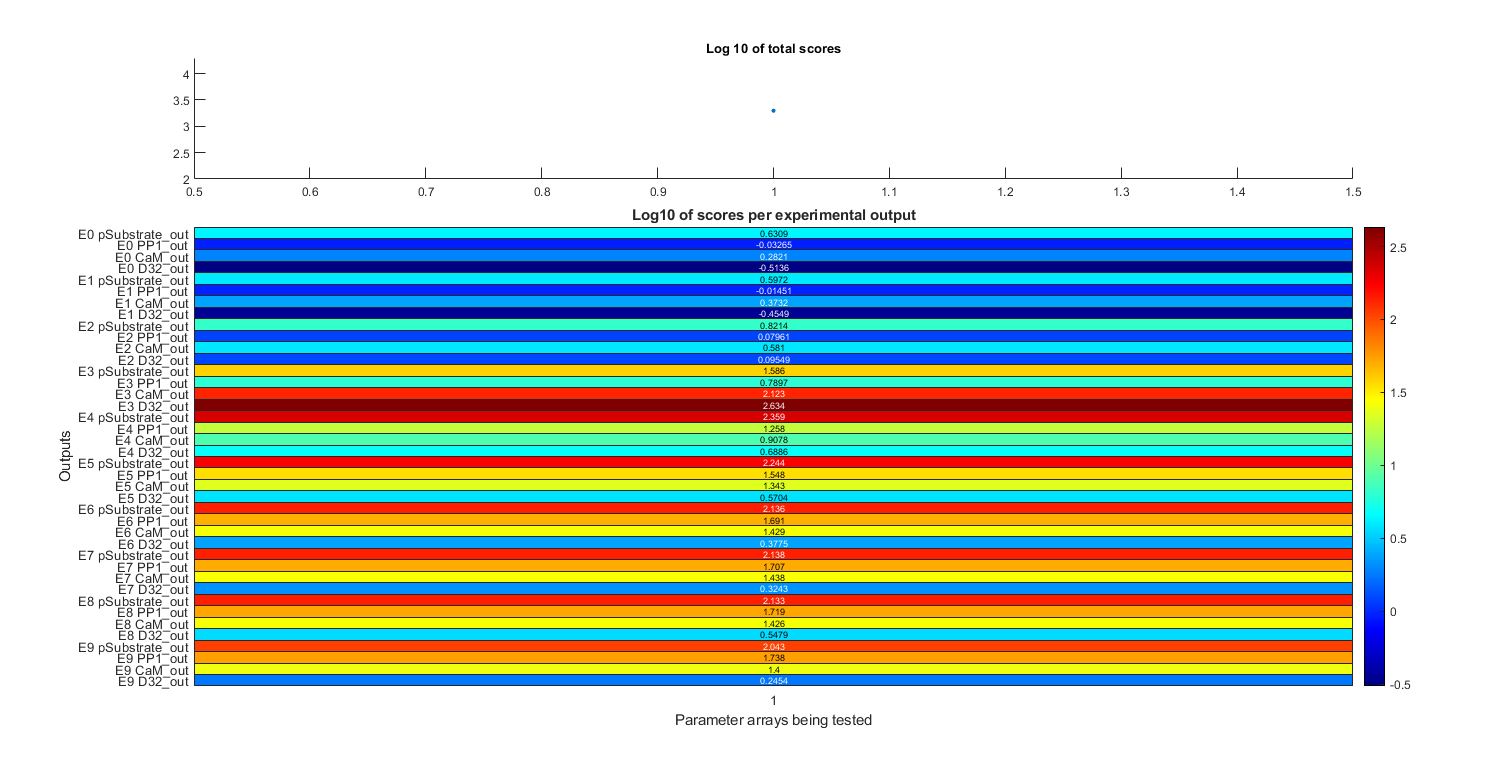 Log 10 of total scores
4
3.5
3
2.5
2
0.5 0.6 0.7 0.8 0.9 1 1.1 1.2 1.3 1.4 1.5
Log10 of scores per experimental output
Outputs
E0 pSubstrate_out 0.6309
E0 PP1_out -0.03265
E0 CaM_out 0.2821
E0 D32_out -0.5136
E1 pSubstrate_out 0.5972
E1 PP1_out -0.01451
E1 CaM_out 0.3732
E1 D32_out -0.4549
E2 pSubstrate_out 0.8214
E2 PP1_out 0.07961
E2 CaM_out 0.581
E2 D32_out 0.09549
E3 pSubstrate_out 1.586
E3 PP1_out 0.7897
E3 CaM_out 2.123
E3 D32_out 2.634
E4 pSubstrate_out 2.359
E4 PP1_out 1.258
E4 CaM_out 0.9078
E4 D32_out 0.6886
E5 pSubstrate_out 2.244
E5 PP1_out 1.548
E5 CaM_out 1.343
E5 D32_out 0.5704
E6 pSubstrate_out 2.136
E6 PP1_out 1.691
E6 CaM_out 1.429
E6 D32_out 0.3775
E7 pSubstrate_out 2.138
E7 PP1_out 1.707
E7 CaM_out 1.438
E7 D32_out 0.3243
E8 pSubstrate_out 2.133
E8 PP1_out 1.719
E8 CaM_out 1.426
E8 D32_out 0.5479
E9 pSubstrate_out 2.043
E9 PP1_out 1.738
E9 CaM_out 1.4
E9 D32_out 0.2454
2.5
2
1.5
1
0.5
0
-0.5
1
Parameter arrays being tested